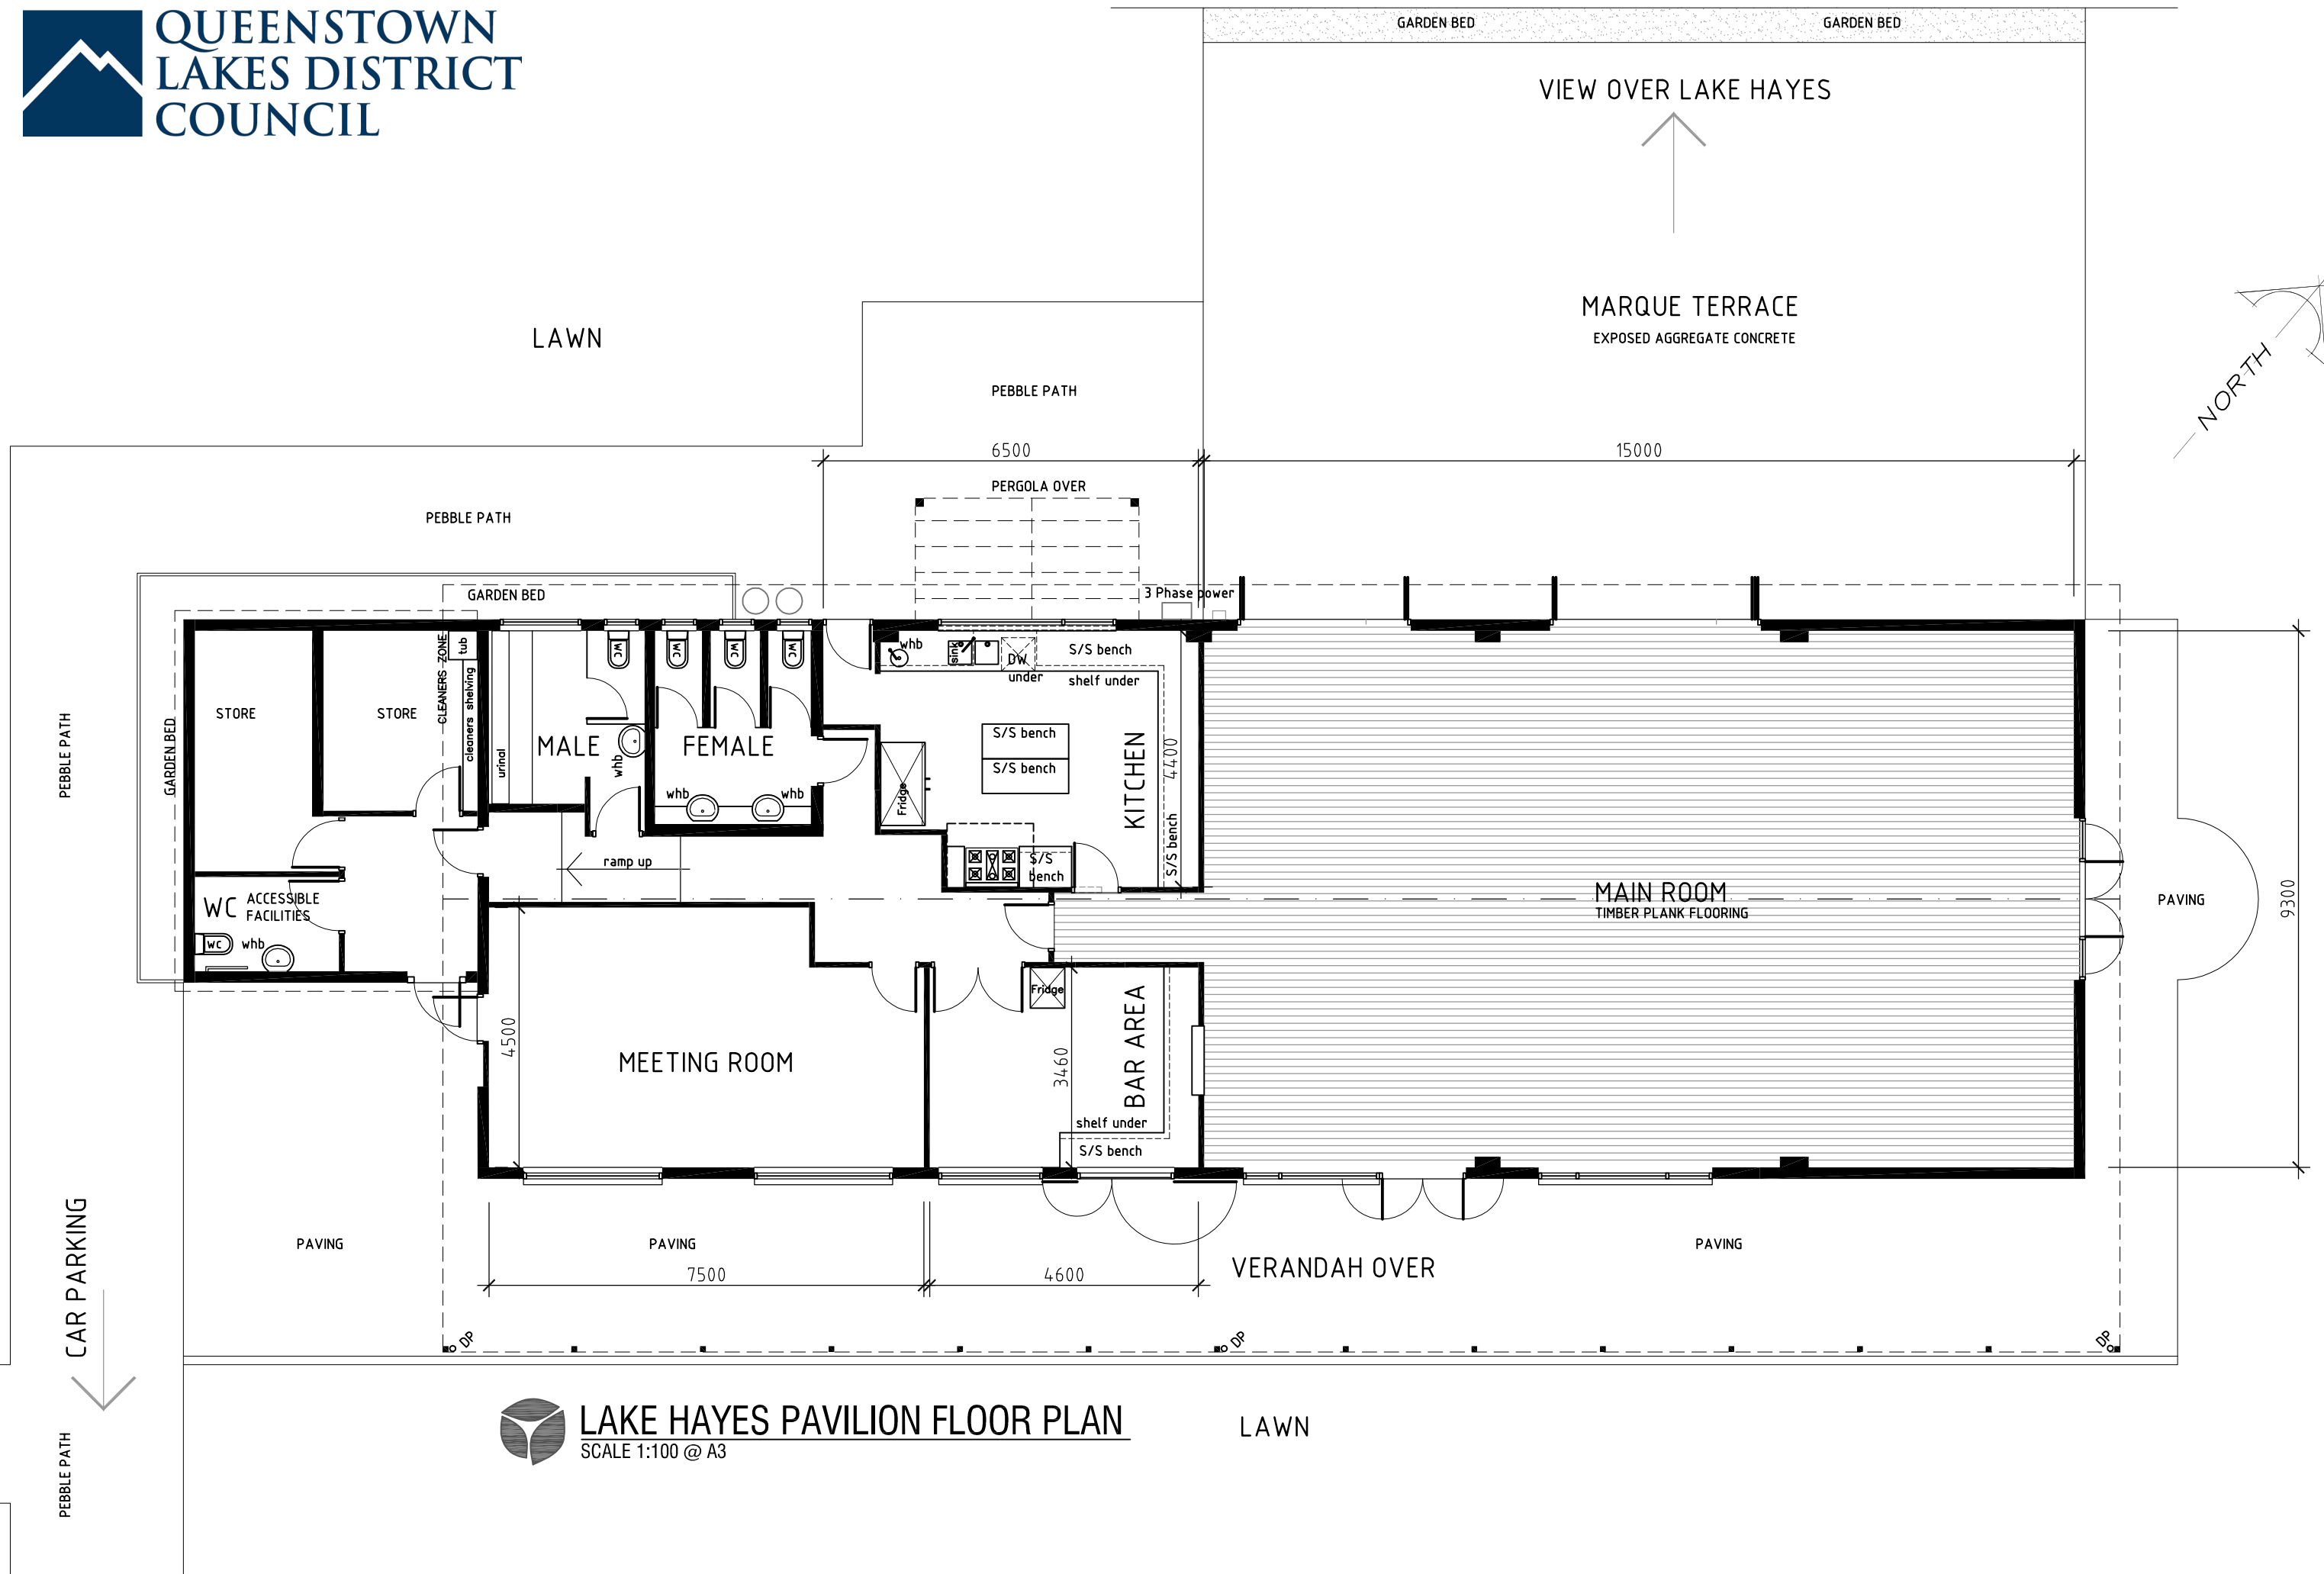 QUEENSTOWN
LAKES DISTRICT
COUNCIL
GARDEN BED
GARDEN BED
VIEW OVER LAKE HAYES
MARQUE TERRACE
EXPOSED AGGREGATE CONCRETE
LAWN
NORTH
PEBBLE PATH
6500
15000
PERGOLA OVER
PEBBLE PATH
GARDEN BED
3 Phase power
STORE
STORE
CLEANERS ZONE
tub
cleaners shelving
urinal
MALE
WC
whb
FEMALE
WC
WC
WC
whb
whb
whb
sink
DW
under
S/S bench
shelf under
S/S bench
S/S bench
Fridge
KITCHEN
4400
S/S bench
S/S
bench
PEBBLE PATH
GARDEN BED
ramp up
WC
ACCESSIBLE
FACILITIES
wc
whb
MAIN ROOM
TIMBER PLANK FLOORING
PAVING
9300
4500
MEETING ROOM
Fridge
3460
BAR AREA
shelf under
S/S bench
CAR PARKING
PAVING
PAVING
PAVING
7500
4600
VERANDAH OVER
DP
DP
DP
LAKE HAYES PAVILION FLOOR PLAN
SCALE 1:100 @ A3
LAWN
PEBBLE PATH